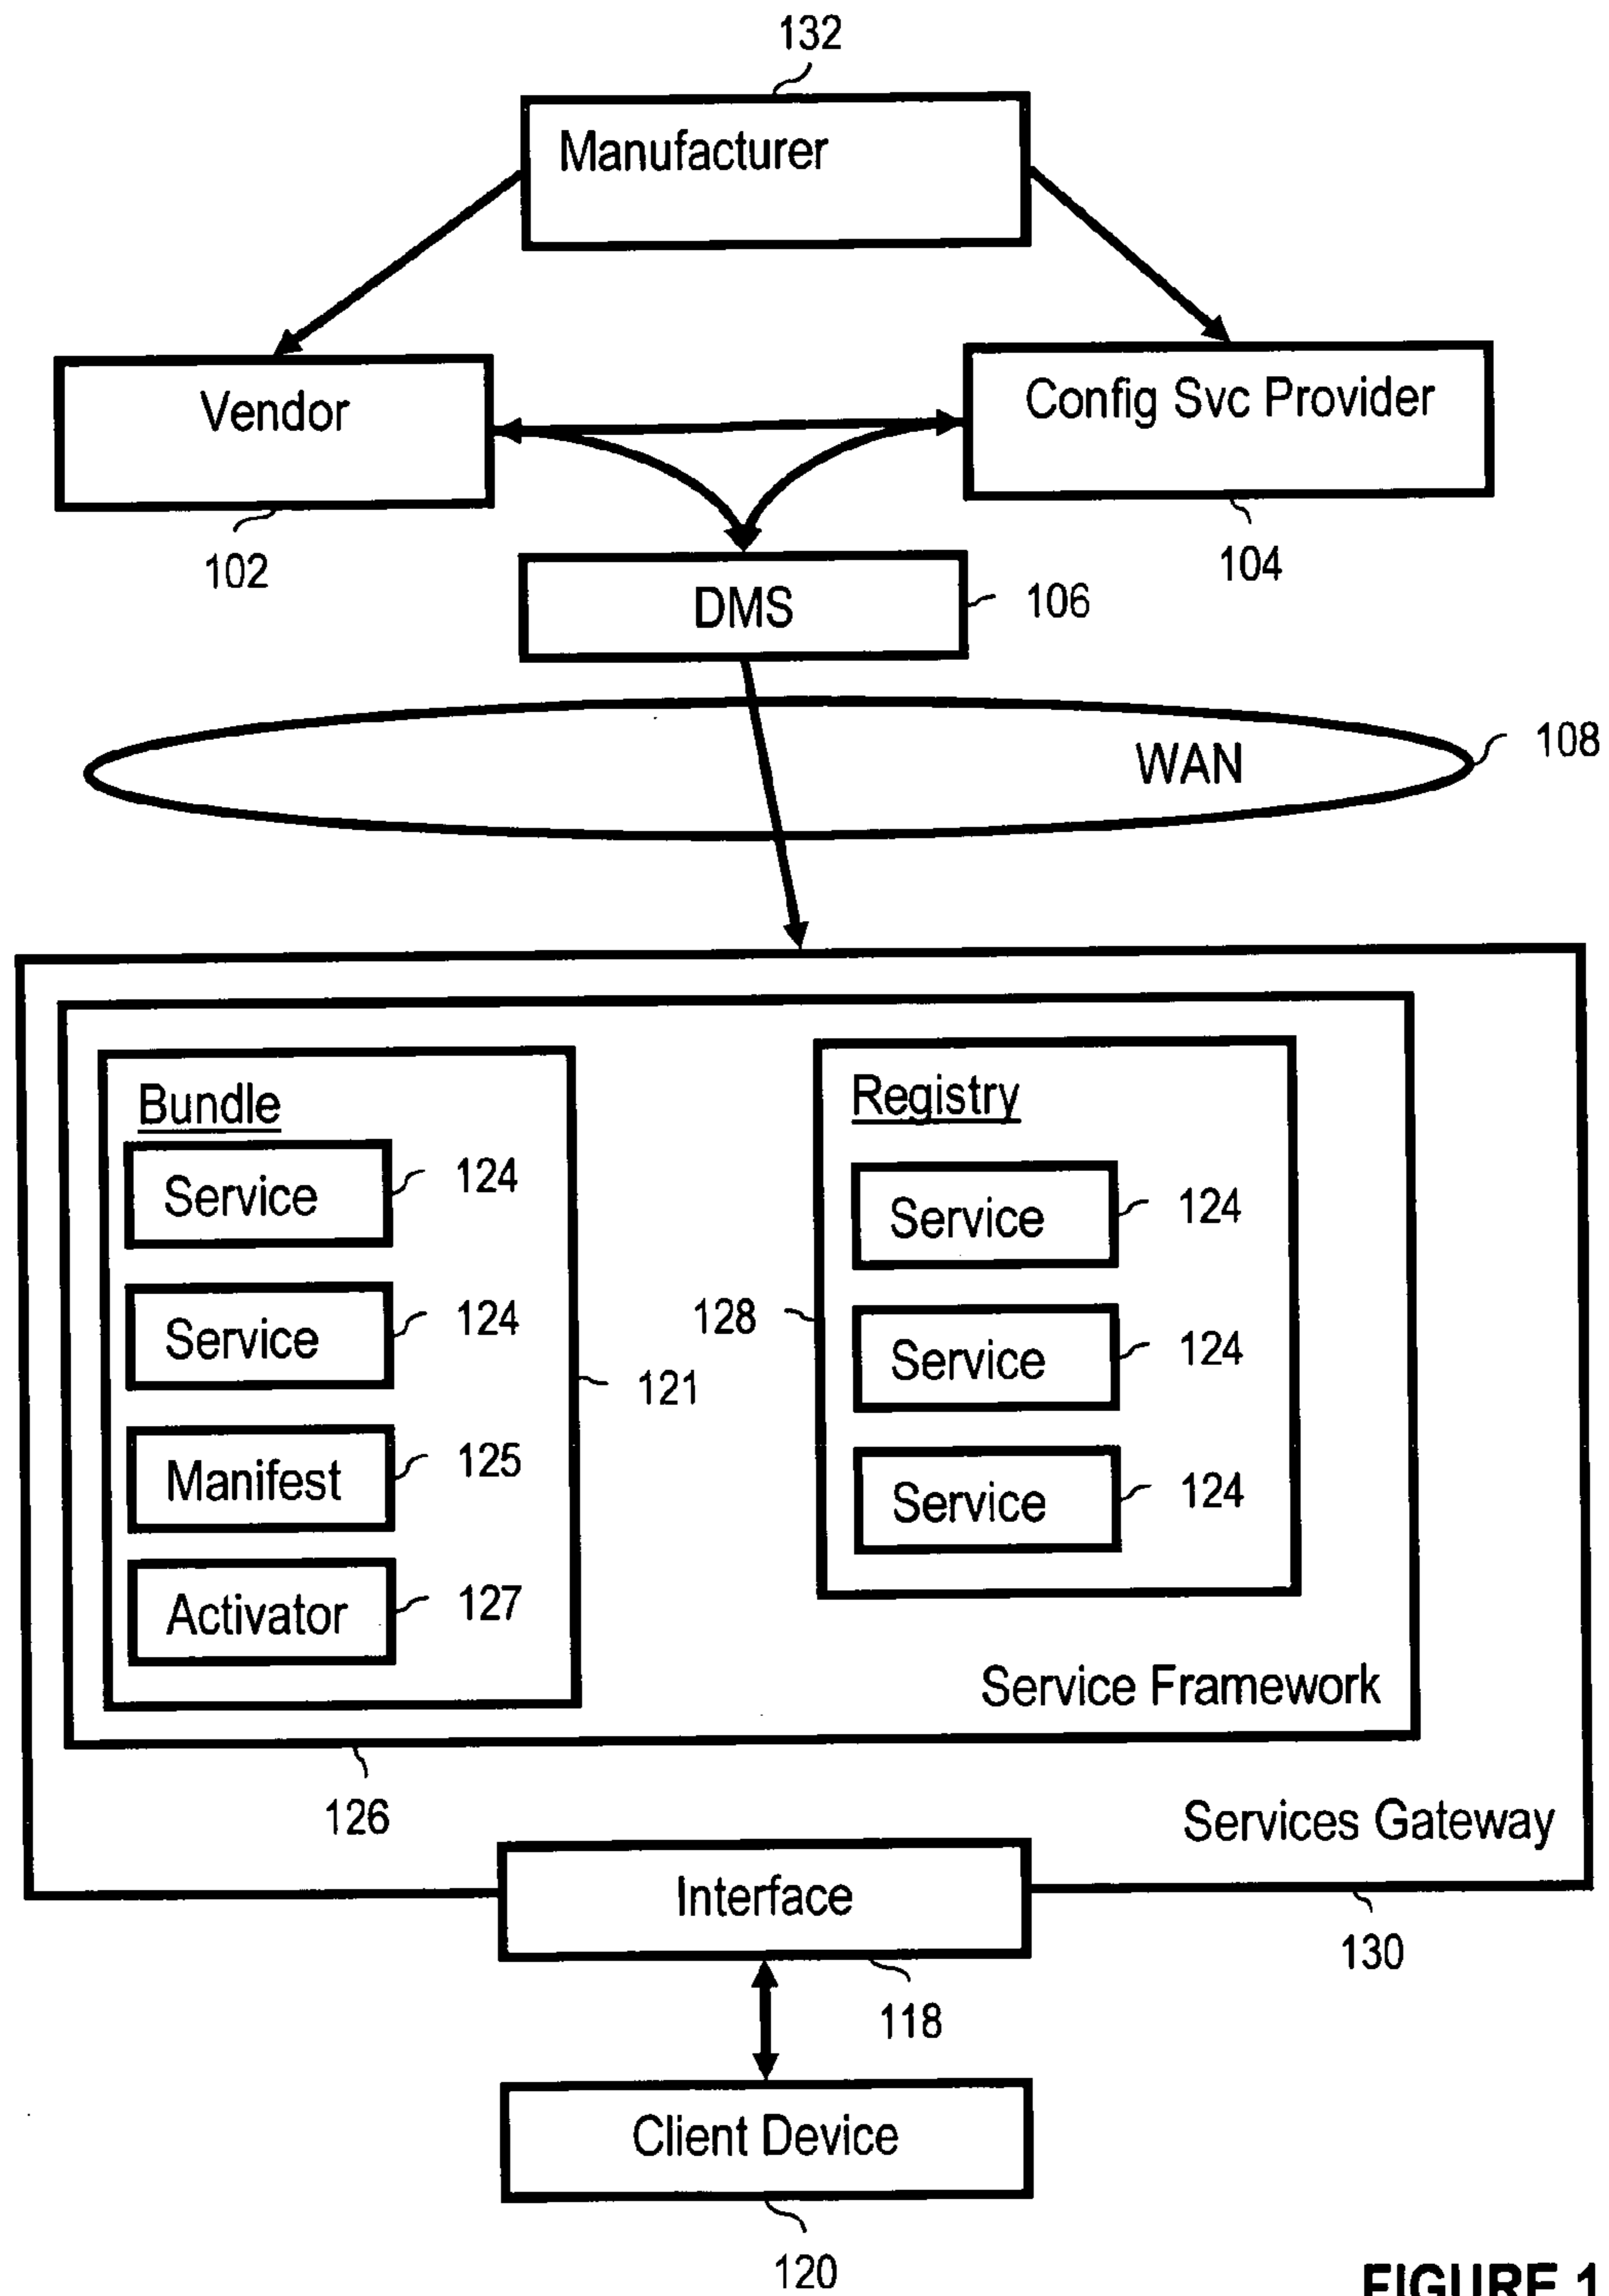 132
Manufacturer
Vendor
Config Svc Provider
102
104
DMS
106
WAN
108
Bundle
Service
124
Service
124
Manifest
125
Activator
127
121
Registry
128
Service
124
Service
124
Service
124
Service Framework
126
Services Gateway
Interface
130
118
Client Device
120
FIGURE 1